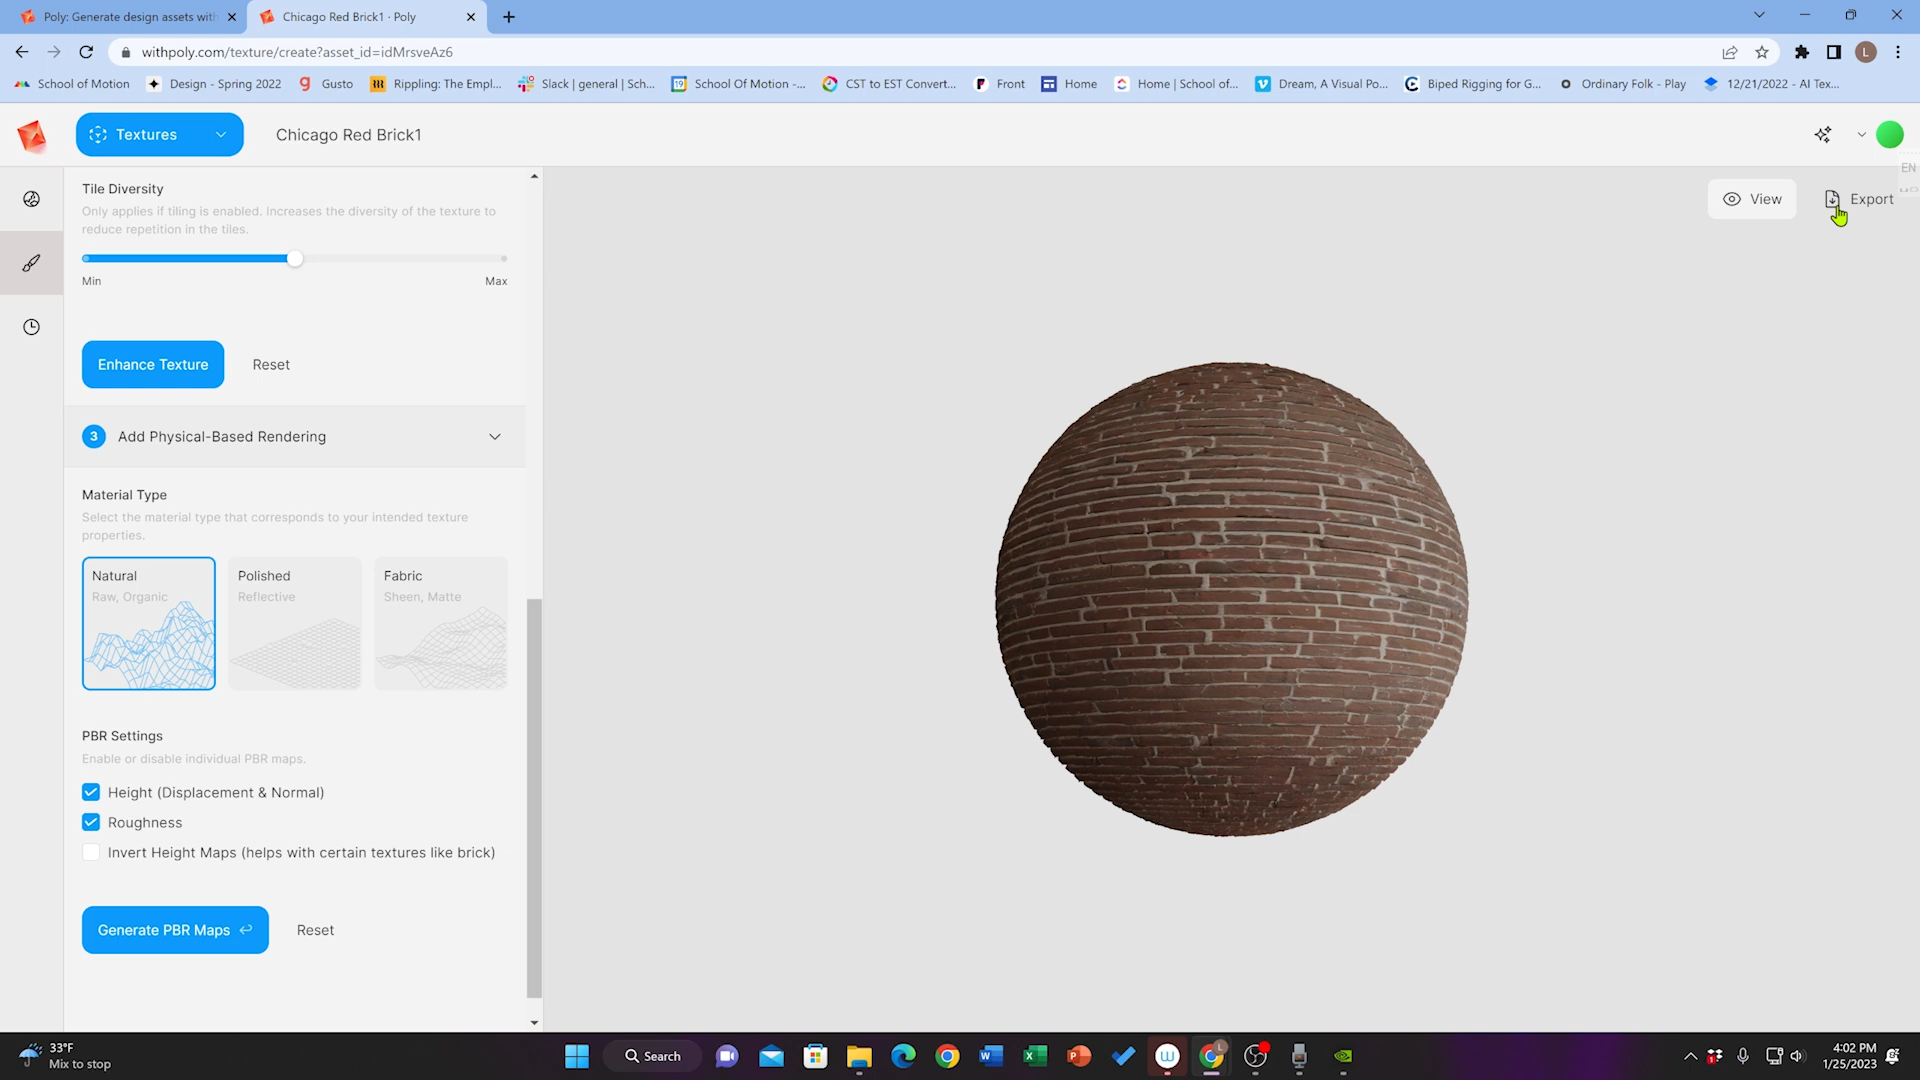 Poly: Generate design assets with
Chicago Red Brick1 · Poly
withpoly.com/texture/create?asset_id=idMrsveAz6
L
School of Motion
Design - Spring 2022
Gusto
Rippling: The Empl...
Slack | general | Sch...
School Of Motion -...
CST to EST Convert...
Front
Home
Home | School of...
Dream, A Visual Po...
Biped Rigging for G...
Ordinary Folk - Play
12/21/2022 - AI Tex...
Textures
Chicago Red Brick1
EN
View
Export
Tile Diversity
Only applies if tiling is enabled. Increases the diversity of the texture to
reduce repetition in the tiles.
Min
Max
Enhance Texture
Reset
3
Add Physical-Based Rendering
Material Type
Select the material type that corresponds to your intended texture
properties.
Natural
Raw, Organic
Polished
Reflective
Fabric
Sheen, Matte
PBR Settings
Enable or disable individual PBR maps.
Height (Displacement & Normal)
Roughness
Invert Height Maps (helps with certain textures like brick)
Generate PBR Maps
Reset
33°F
Mix to stop
Search
4:02 PM
1/25/2023